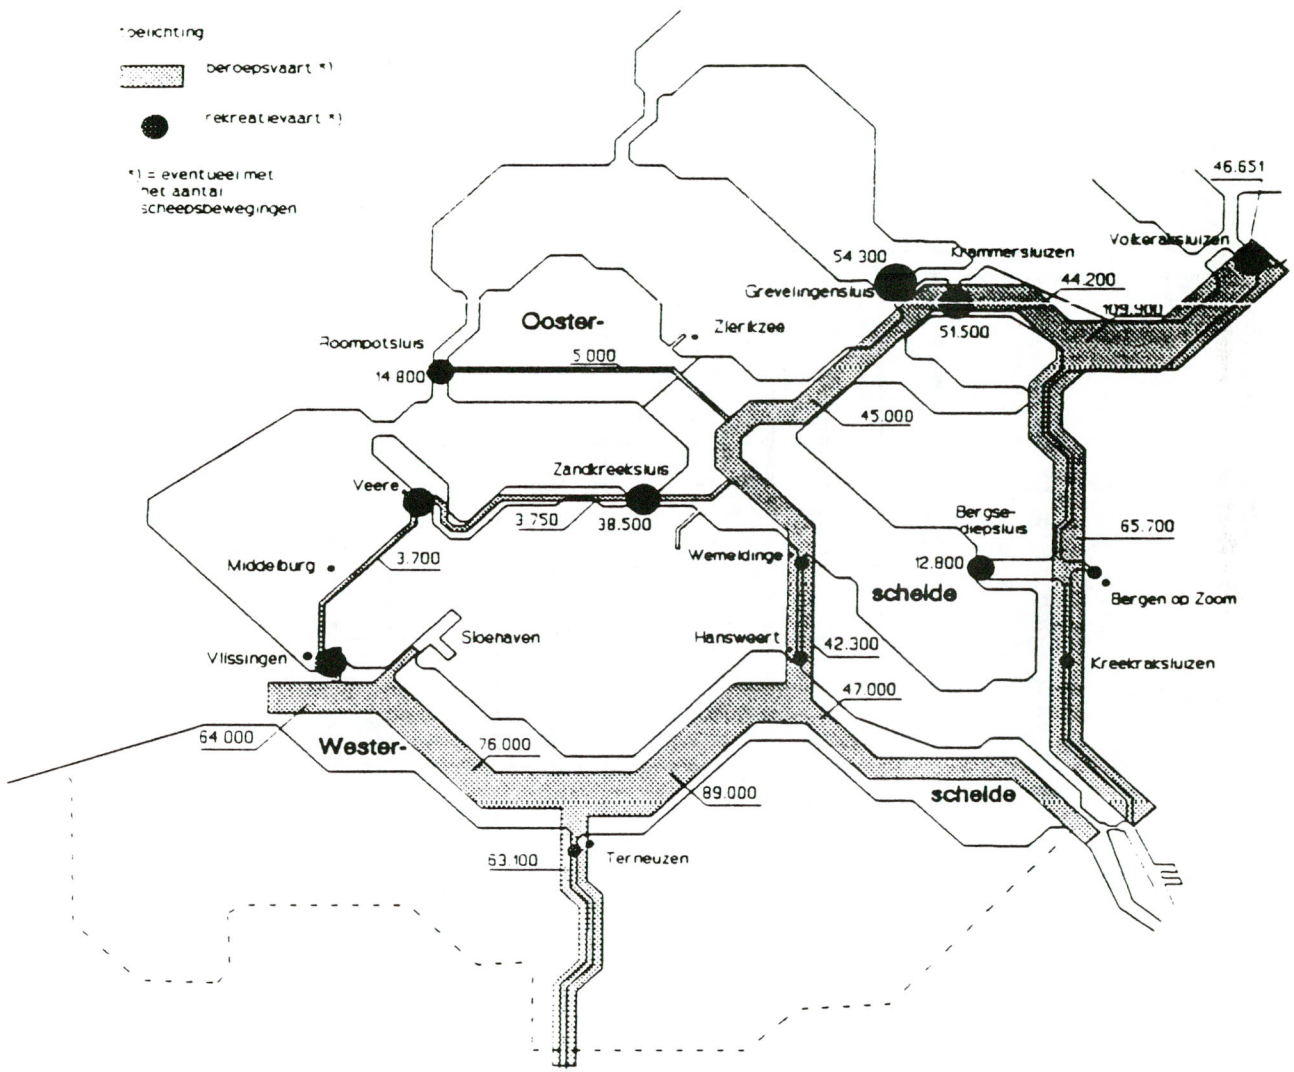 toelichting
beroepsvaart *)
rekreatievaart *)
*) = eventueel met
het aantal
scheepsbewegingen
46.651
Volkeraksluizen
Krammersluizen
54.300
44.200
Grevelingensluis
109.900
Ooster-
Zierikzee
51.500
Roompotsluis
5.000
14.800
45.000
Zandkreeksluis
Veere
3.750
38.500
Bergse-
diepsluis
65.700
Wemeldinge
12.800
3.700
Middelburg
schelde
Bergen op Zoom
Sloehaven
Hansweert
42.300
Vlissingen
Kreekraksluizen
47.000
64.000
Wester-
76.000
89.000
schelde
63.100
Terneuzen